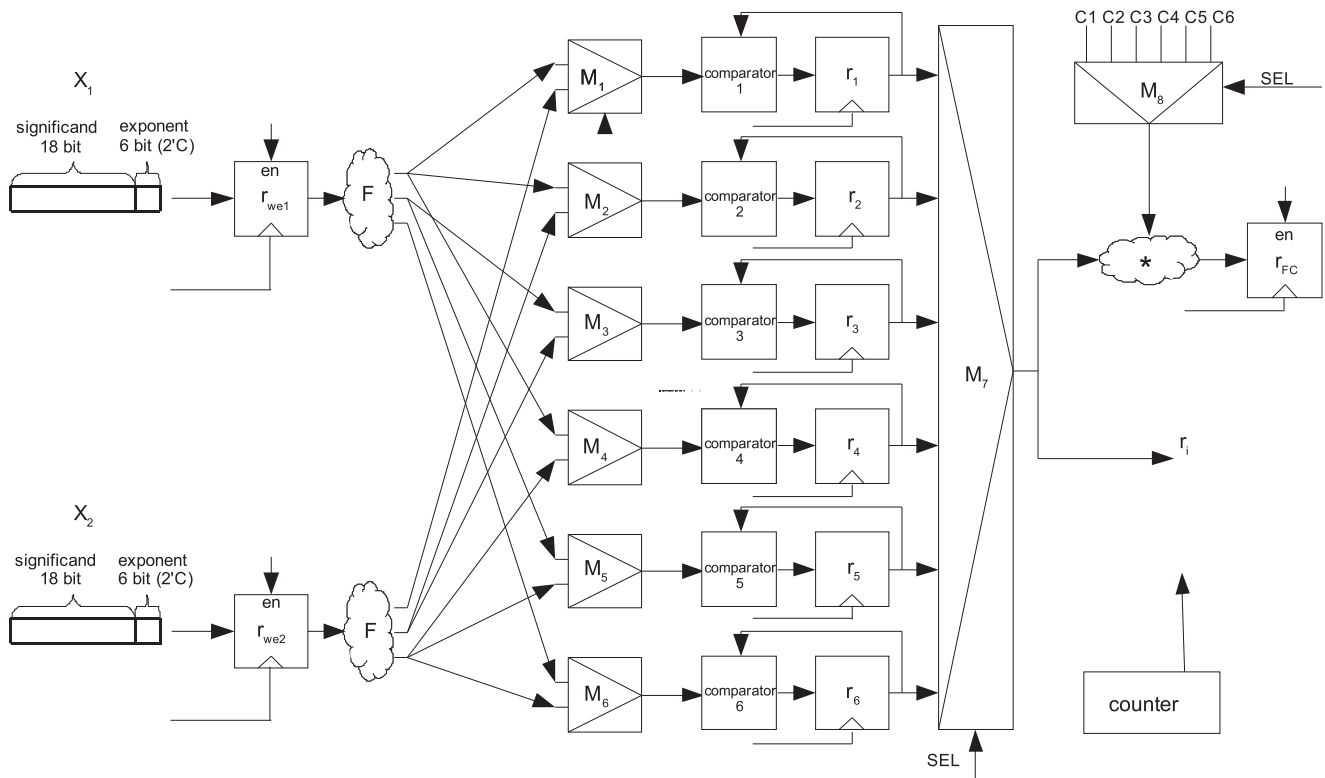 C1 C2 C3 C4 C5 C6
M8
SEL
X1
significand
18 bit
exponent
6 bit (2'C)
en
rwe1
F
M1
comparator
1
r1
M2
comparator
2
r2
M3
comparator
3
r3
M4
comparator
4
r4
M5
comparator
5
r5
M6
comparator
6
r6
M7
SEL
*
en
rFC
ri
counter
X2
significand
18 bit
exponent
6 bit (2'C)
en
rwe2
F